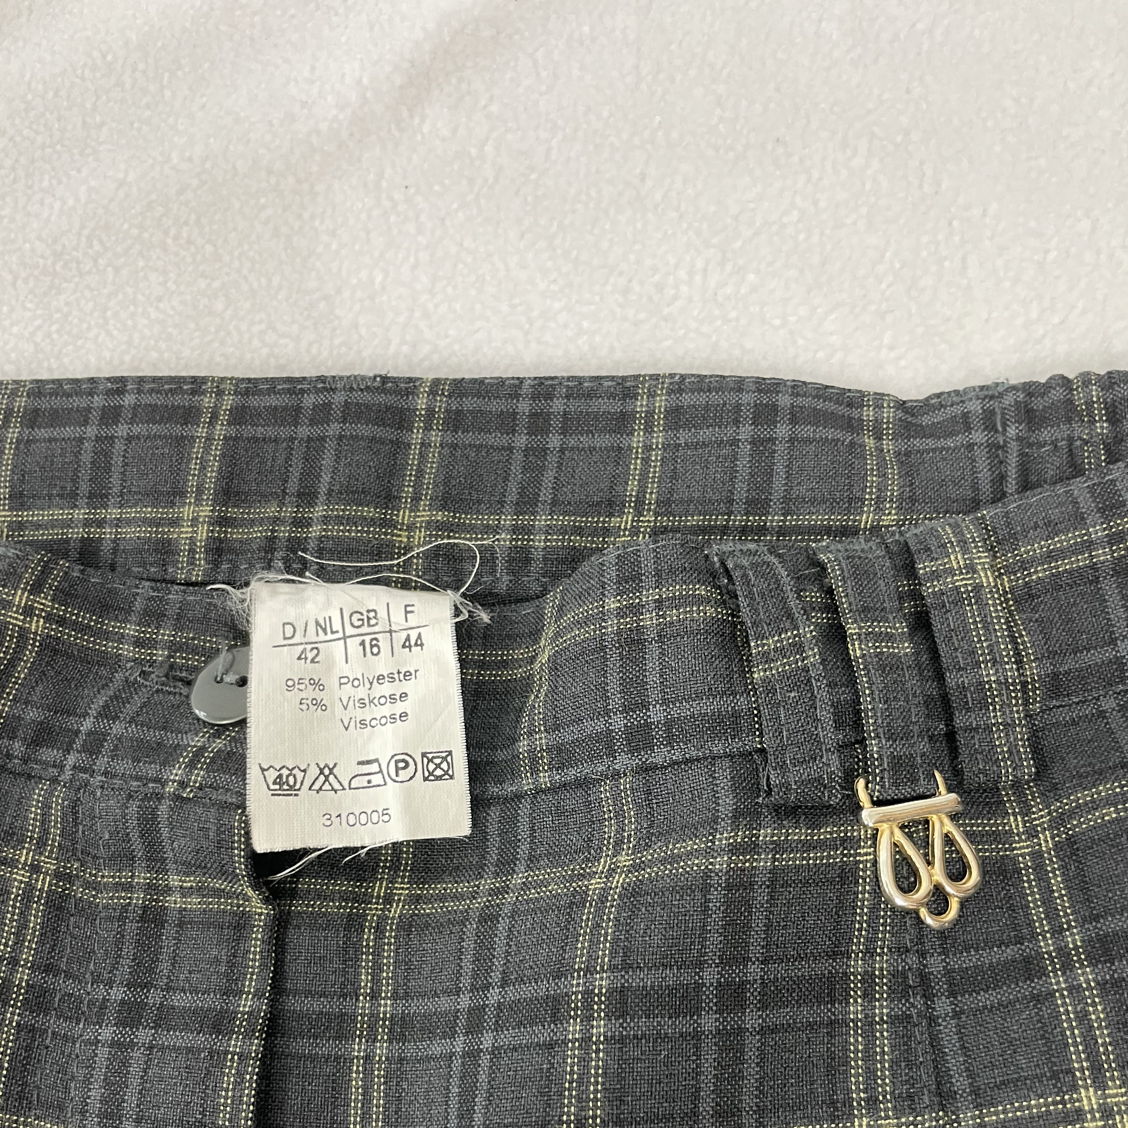 D / NL GB F
42 16 44
95% Polyester
5% Viskose
Viscose
40 P
310005